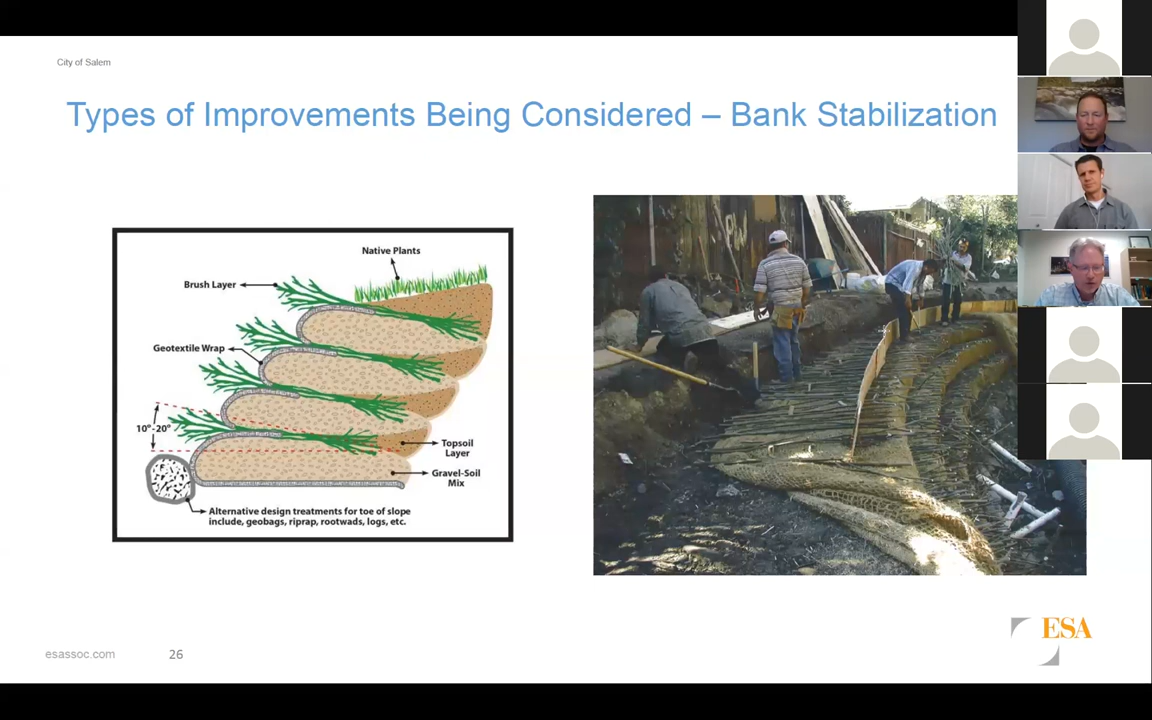 City of Salem
Types of Improvements Being Considered – Bank Stabilization
Native Plants
Brush Layer
Geotextile Wrap
10°-20°
Topsoil
Layer
Gravel-Soil
Mix
Alternative design treatments for toe of slope
include, geobags, riprap, rootwads, logs, etc.
ESA
esassoc.com
26